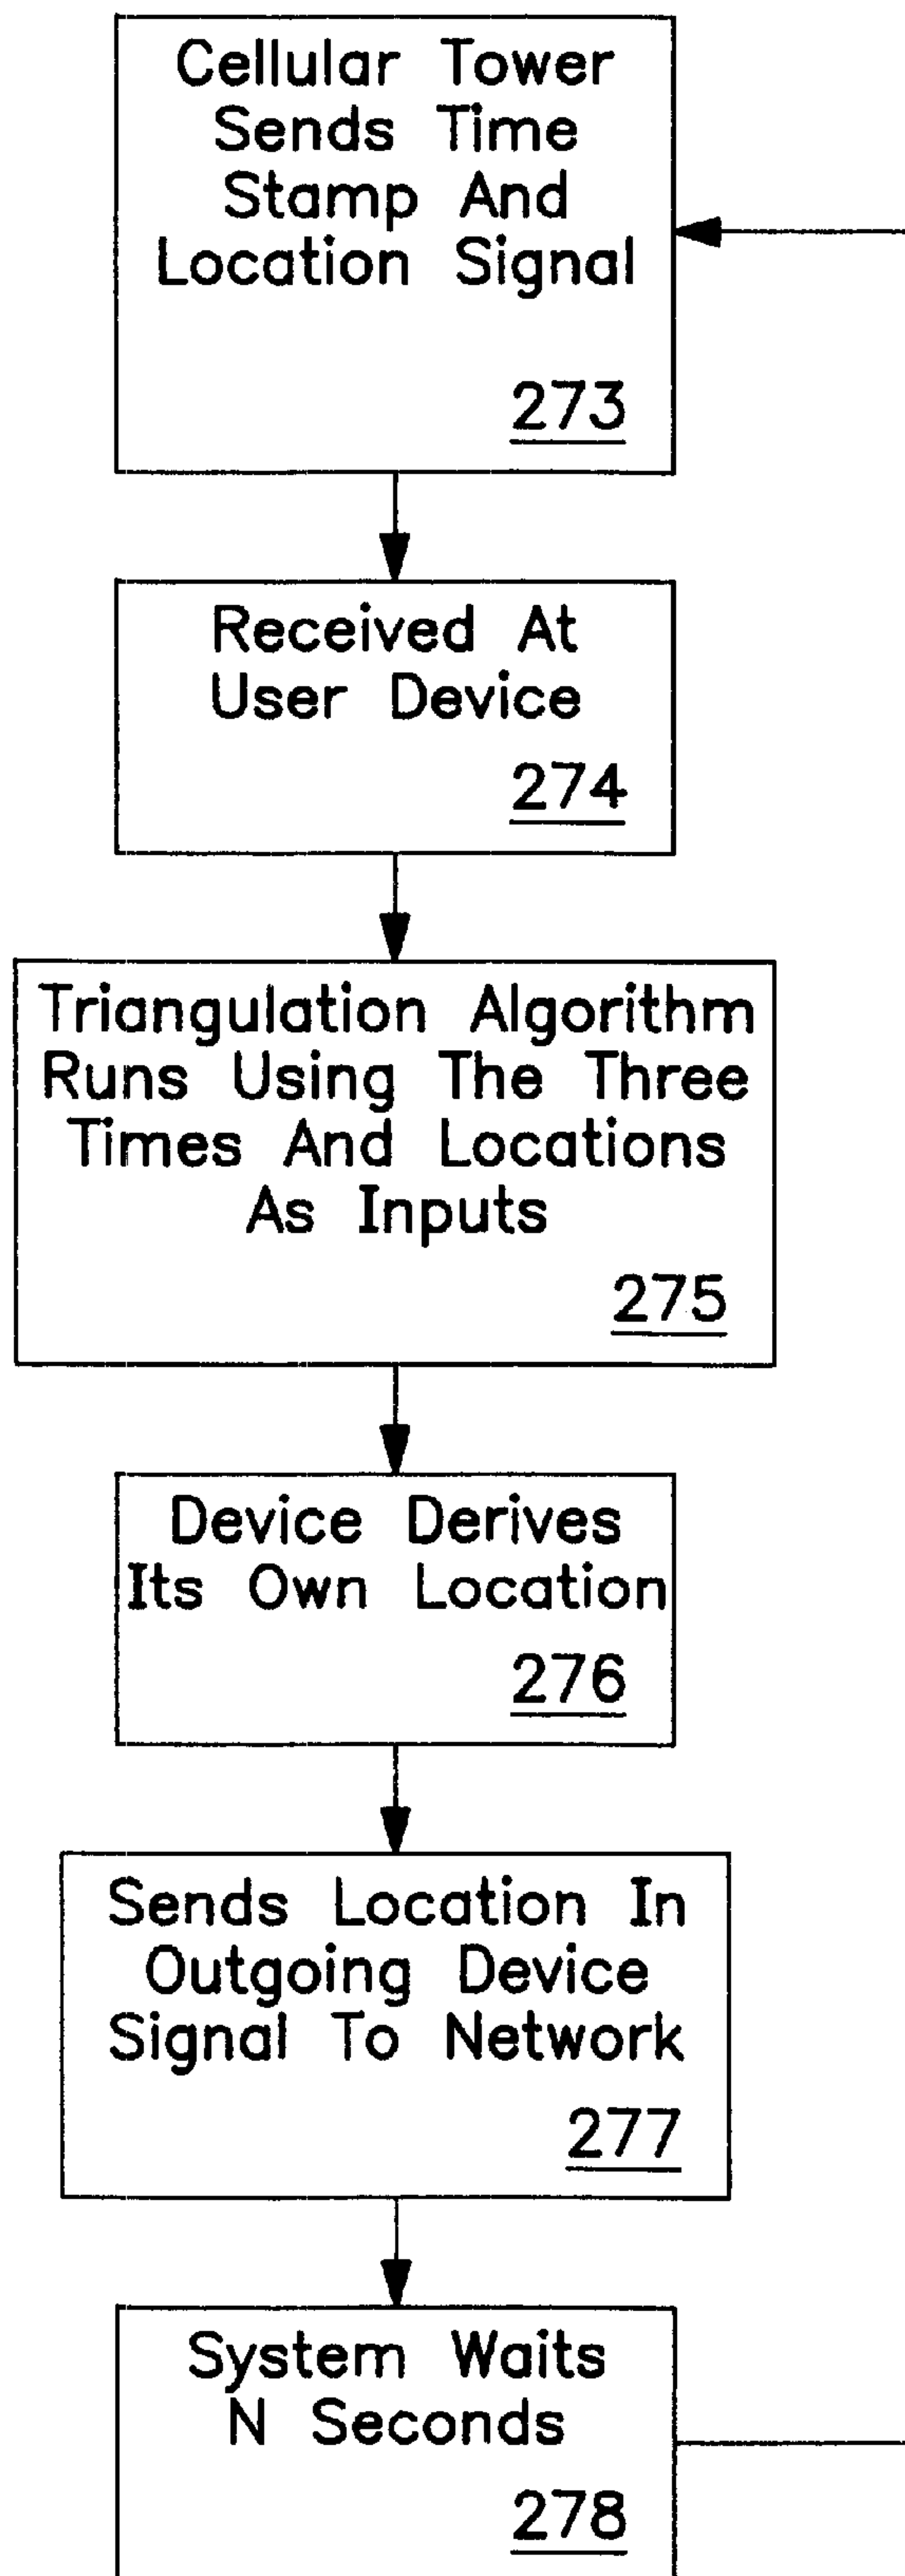 Cellular Tower
Sends Time
Stamp And
Location Signal
273
Received At
User Device
274
Triangulation Algorithm
Runs Using The Three
Times And Locations
As Inputs
275
Device Derives
Its Own Location
276
Sends Location In
Outgoing Device
Signal To Network
277
System Waits
N Seconds
278